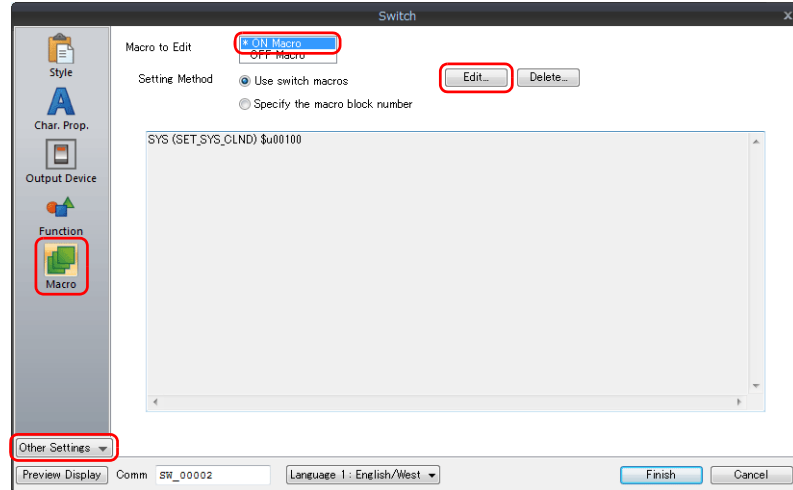 Switch
x
Style
Char. Prop.
Output Device
Function
Macro
Other Settings
Macro to Edit
* ON Macro
OFF Macro
Setting Method
Use switch macros
Edit...
Delete...
Specify the macro block number
SYS (SET_SYS_CLND) $u00100
Preview Display
Comm
SW_00002
Language 1 : English/West
Finish
Cancel